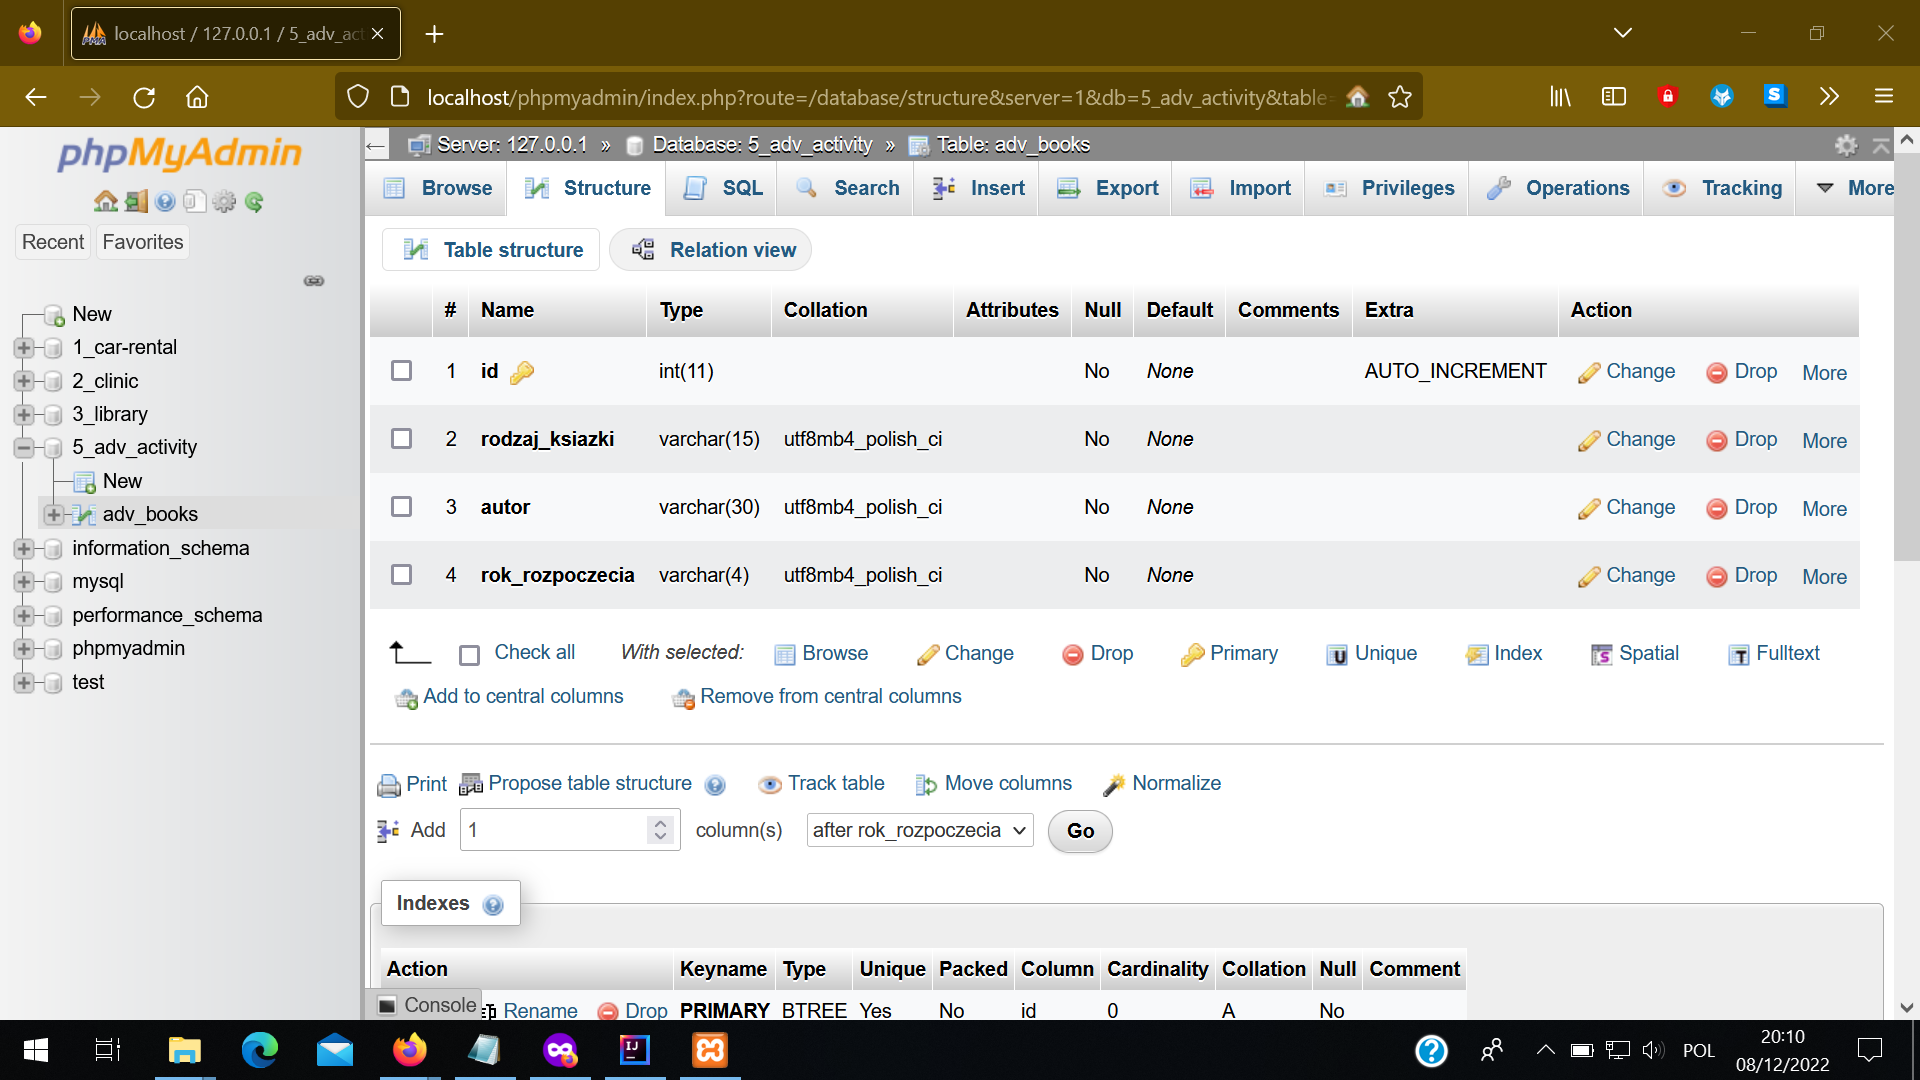 localhost / 127.0.0.1 / 5_adv_act
localhost/phpmyadmin/index.php?route=/database/structure&server=1&db=5_adv_activity&table=
phpMyAdmin
Recent Favorites
New
1_car-rental
2_clinic
3_library
5_adv_activity
New
adv_books
information_schema
mysql
performance_schema
phpmyadmin
test
Server: 127.0.0.1 » Database: 5_adv_activity » Table: adv_books
Browse Structure SQL Search Insert Export Import Privileges Operations Tracking More
Table structure Relation view
# Name Type Collation Attributes Null Default Comments Extra Action
1 id int(11) No None AUTO_INCREMENT Change Drop More
2 rodzaj_ksiazki varchar(15) utf8mb4_polish_ci No None Change Drop More
3 autor varchar(30) utf8mb4_polish_ci No None Change Drop More
4 rok_rozpoczecia varchar(4) utf8mb4_polish_ci No None Change Drop More
Check all With selected: Browse Change Drop Primary Unique Index Spatial Fulltext
Add to central columns Remove from central columns
Print Propose table structure Track table Move columns Normalize
Add 1 column(s) after rok_rozpoczecia Go
Indexes
Action Keyname Type Unique Packed Column Cardinality Collation Null Comment
Console Rename Drop PRIMARY BTREE Yes No id 0 A No
POL
20:10
08/12/2022